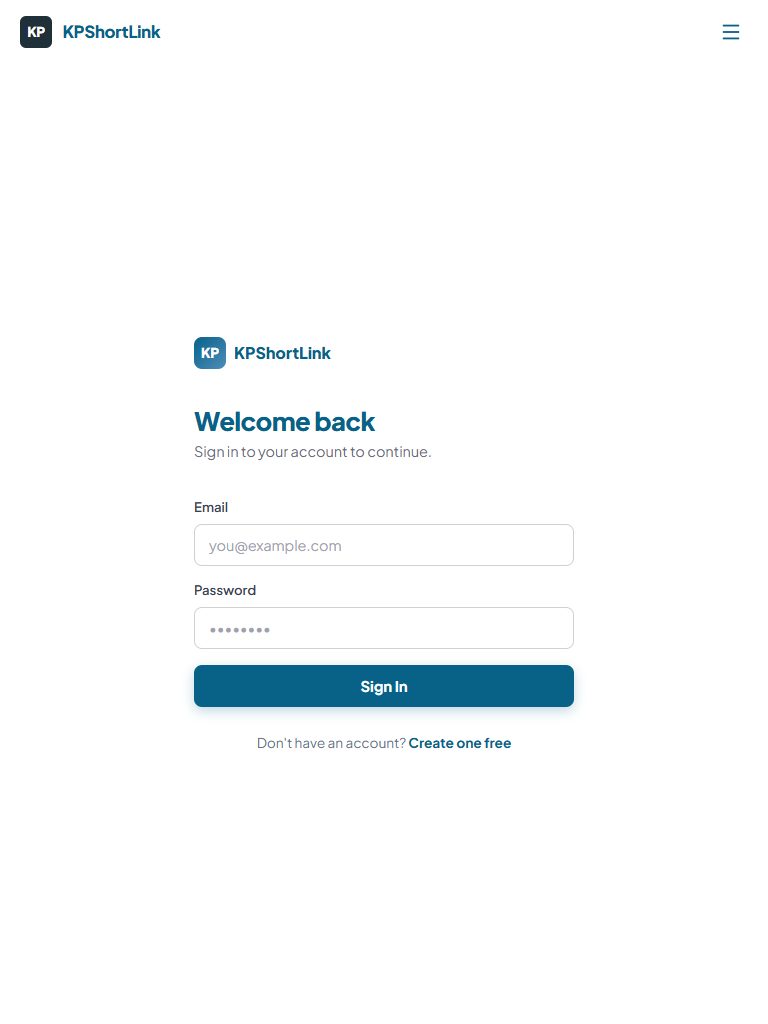 KP KPShortLink
KP KPShortLink
Welcome back
Sign in to your account to continue.
Email
you@example.com
Password
••••••••
Sign In
Don't have an account? Create one free